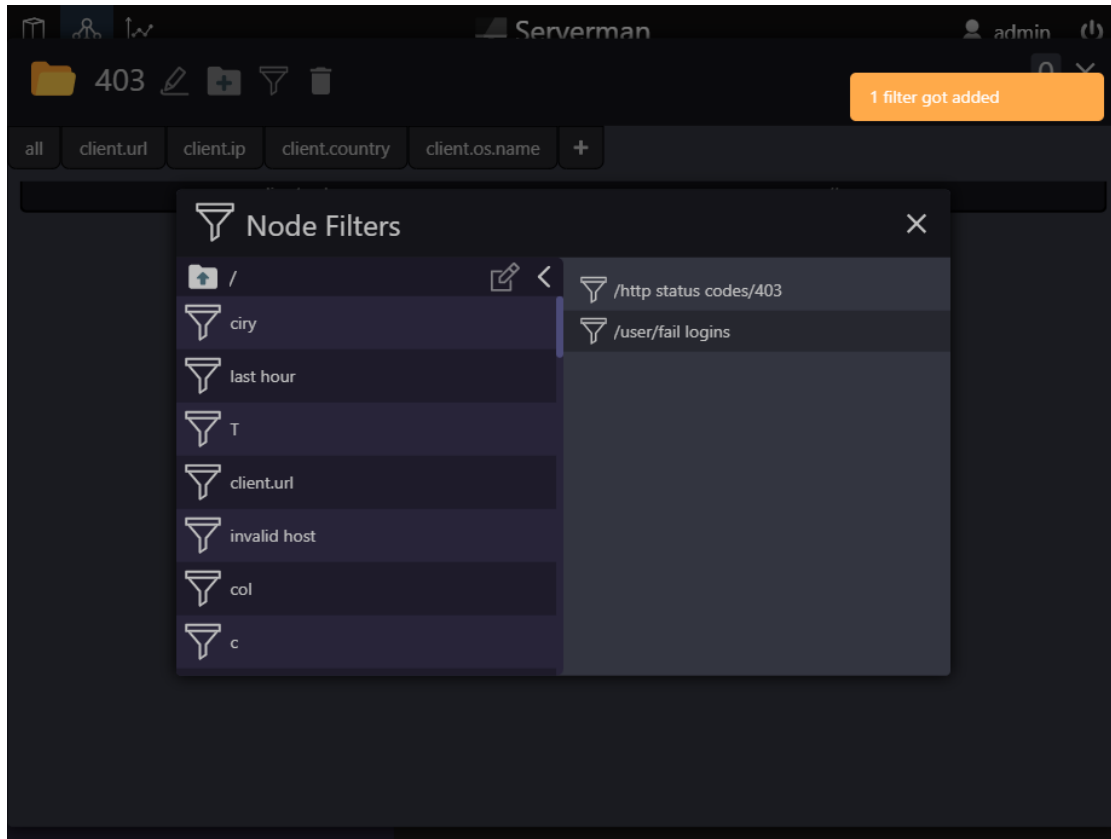 Serverman
admin
403
1 filter got added
all
client.url
client.ip
client.country
client.os.name
+
Node Filters
/
ciry
last hour
T
client.url
invalid host
col
c
/http status codes/403
/user/fail logins